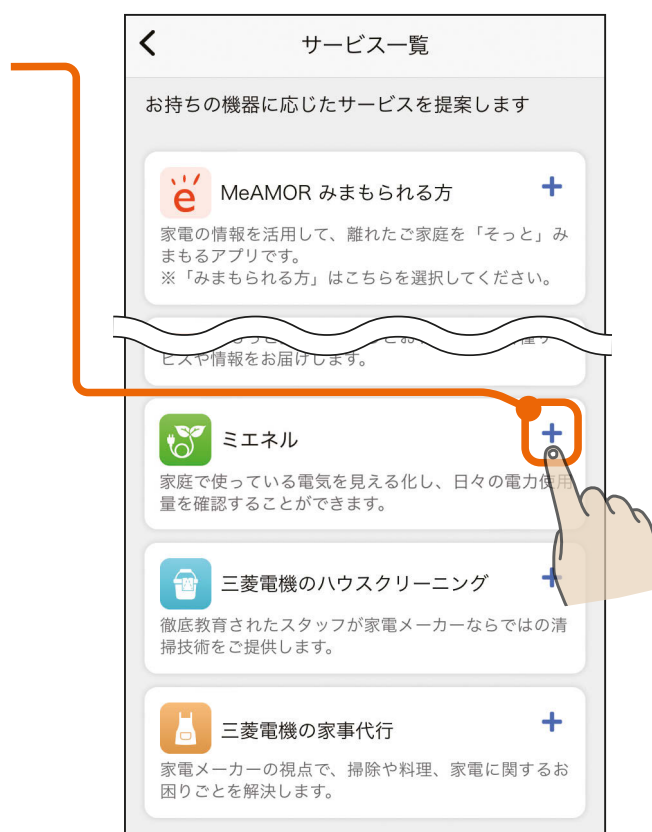 サービス一覧
お持ちの機器に応じたサービスを提案します
e
MeAMOR みまもられる方
家電の情報を活用して、離れたご家庭を「そっと」み
まもるアプリです。
※「みまもられる方」はこちらを選択してください。
ビスや情報をお届けします。
ミエネル
家庭で使っている電気を見える化し、日々の電力使用
量を確認することができます。
三菱電機のハウスクリーニング
徹底教育されたスタッフが家電メーカーならではの清
掃技術をご提供します。
三菱電機の家事代行
家電メーカーの視点で、掃除や料理、家電に関するお
困りごとを解決します。